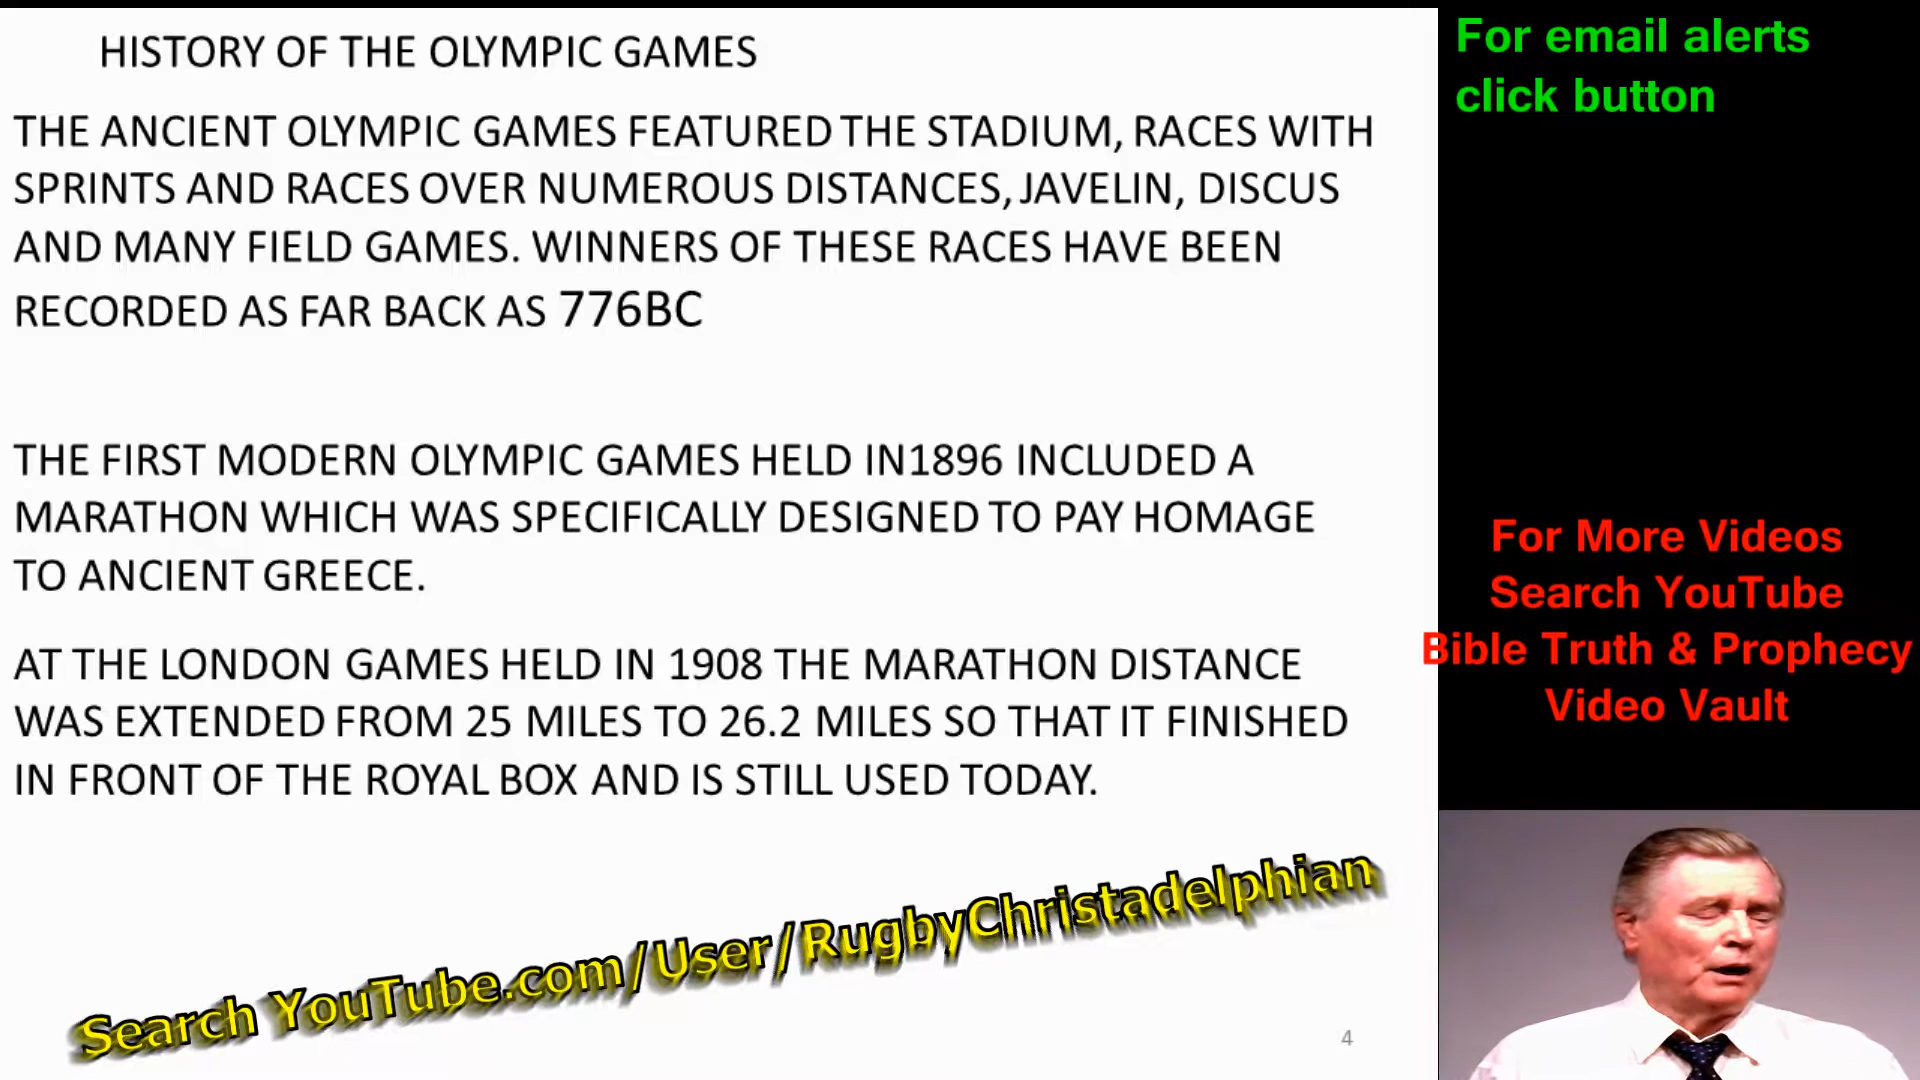 HISTORY OF THE OLYMPIC GAMES
THE ANCIENT OLYMPIC GAMES FEATURED THE STADIUM, RACES WITH
SPRINTS AND RACES OVER NUMEROUS DISTANCES, JAVELIN, DISCUS
AND MANY FIELD GAMES. WINNERS OF THESE RACES HAVE BEEN
RECORDED AS FAR BACK AS 776BC
THE FIRST MODERN OLYMPIC GAMES HELD IN1896 INCLUDED A
MARATHON WHICH WAS SPECIFICALLY DESIGNED TO PAY HOMAGE
TO ANCIENT GREECE.
AT THE LONDON GAMES HELD IN 1908 THE MARATHON DISTANCE
WAS EXTENDED FROM 25 MILES TO 26.2 MILES SO THAT IT FINISHED
IN FRONT OF THE ROYAL BOX AND IS STILL USED TODAY.
Search YouTube.com/User/RugbyChristadelphian
4
For email alerts
click button
For More Videos
Search YouTube
Bible Truth & Prophecy
Video Vault